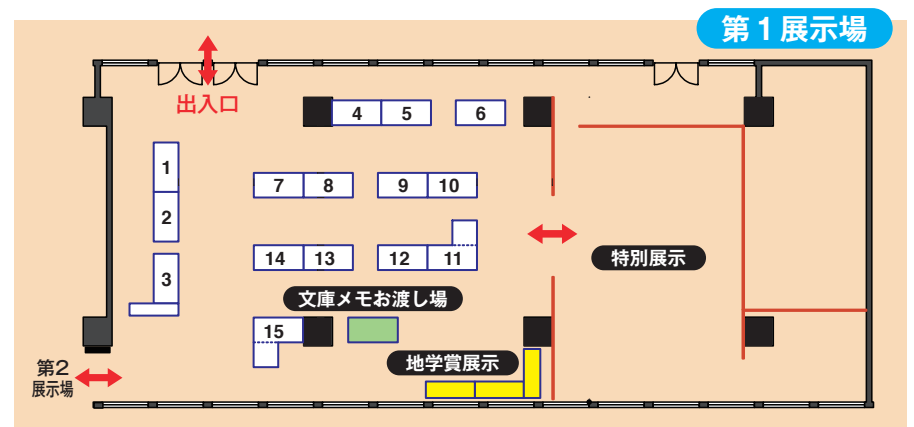 第1展示場
出入口
4 5 6
1
2
3
7 8 9 10
14 13 12 11
特別展示
文庫メモお渡し場
15
地学賞展示
第2
展示場